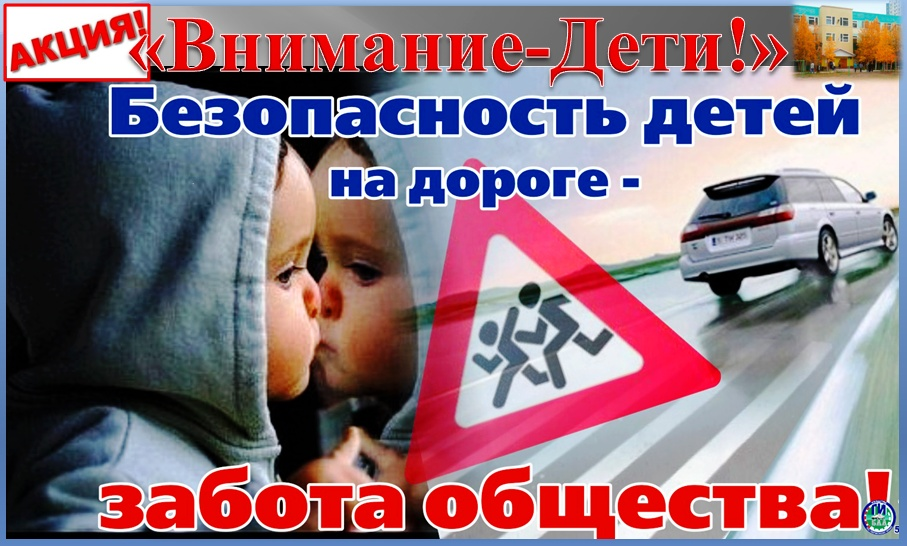 АКЦИЯ!
«Внимание-Дети!»
Безопасность детей
на дороге -
забота общества!